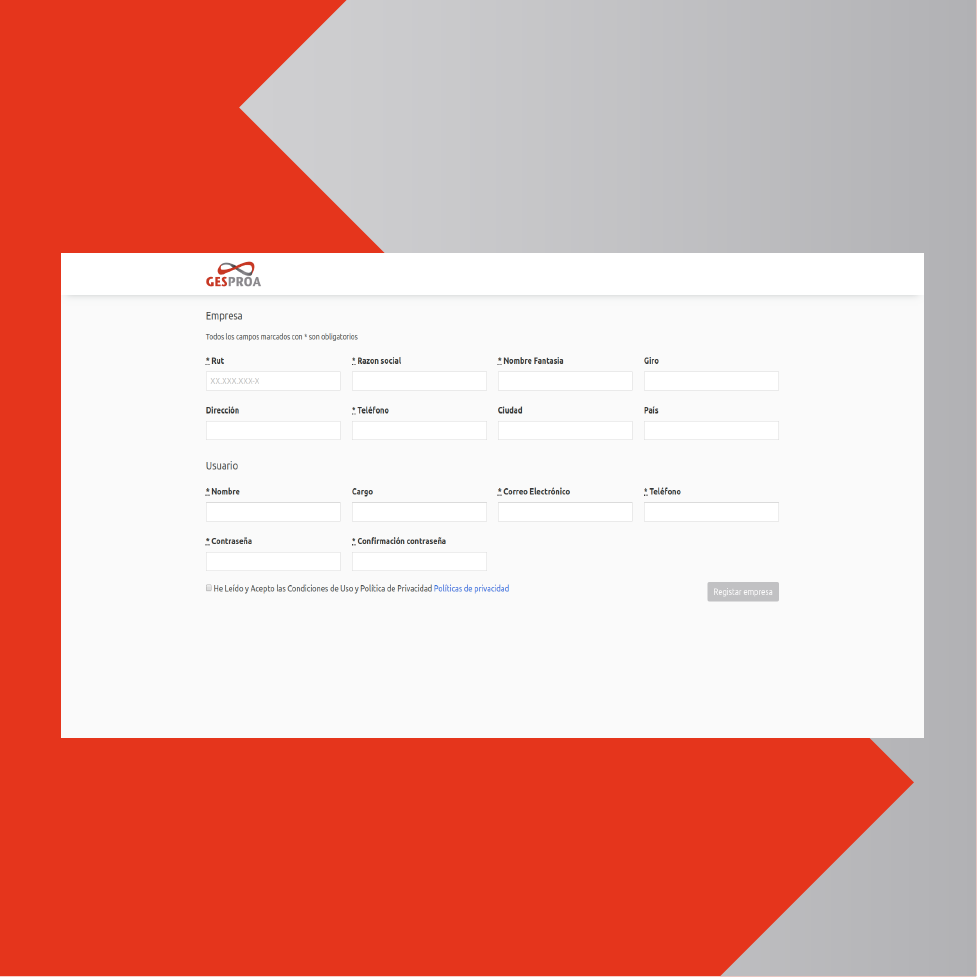 GESPROA
Empresa
Todos los campos marcados con * son obligatorios
* Rut
* Razon social
* Nombre Fantasia
Giro
XX.XXX.XXX-X
Dirección
* Teléfono
Ciudad
Pais
Usuario
* Nombre
Cargo
* Correo Electrónico
* Teléfono
* Contraseña
* Confirmación contraseña
He Leído y Acepto las Condiciones de Uso y Política de Privacidad Políticas de privacidad
Registar empresa